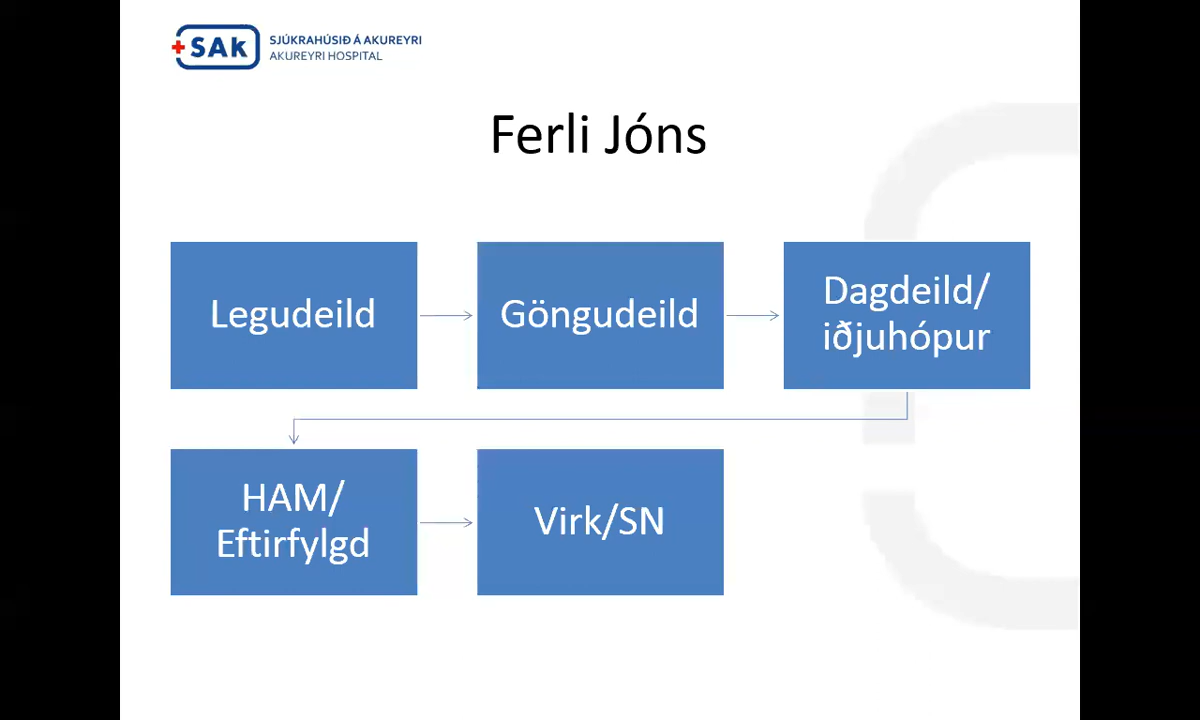 SAk
SJÚKRAHÚSIÐ Á AKUREYRI
AKUREYRI HOSPITAL
Ferli Jóns
Legudeild
Göngudeild
Dagdeild/
iðjuhópur
HAM/
Eftirfylgd
Virk/SN